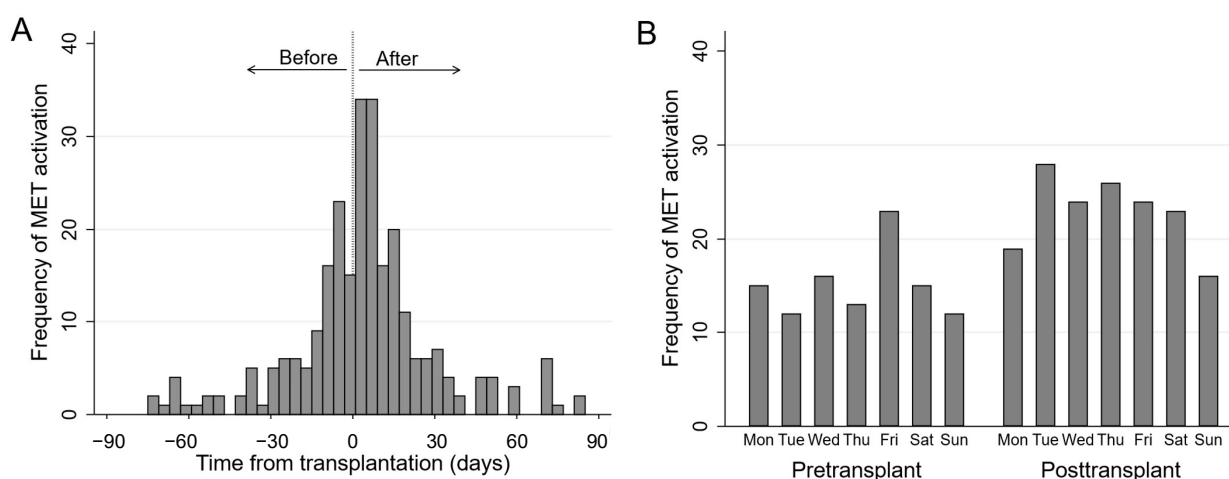 A
Frequency of MET activation
40
30
20
10
0
Before
After
−90
−60
−30
0
30
60
90
Time from transplantation (days)
B
Frequency of MET activation
40
30
20
10
0
Mon Tue Wed Thu Fri Sat Sun
Mon Tue Wed Thu Fri Sat Sun
Pretransplant
Posttransplant